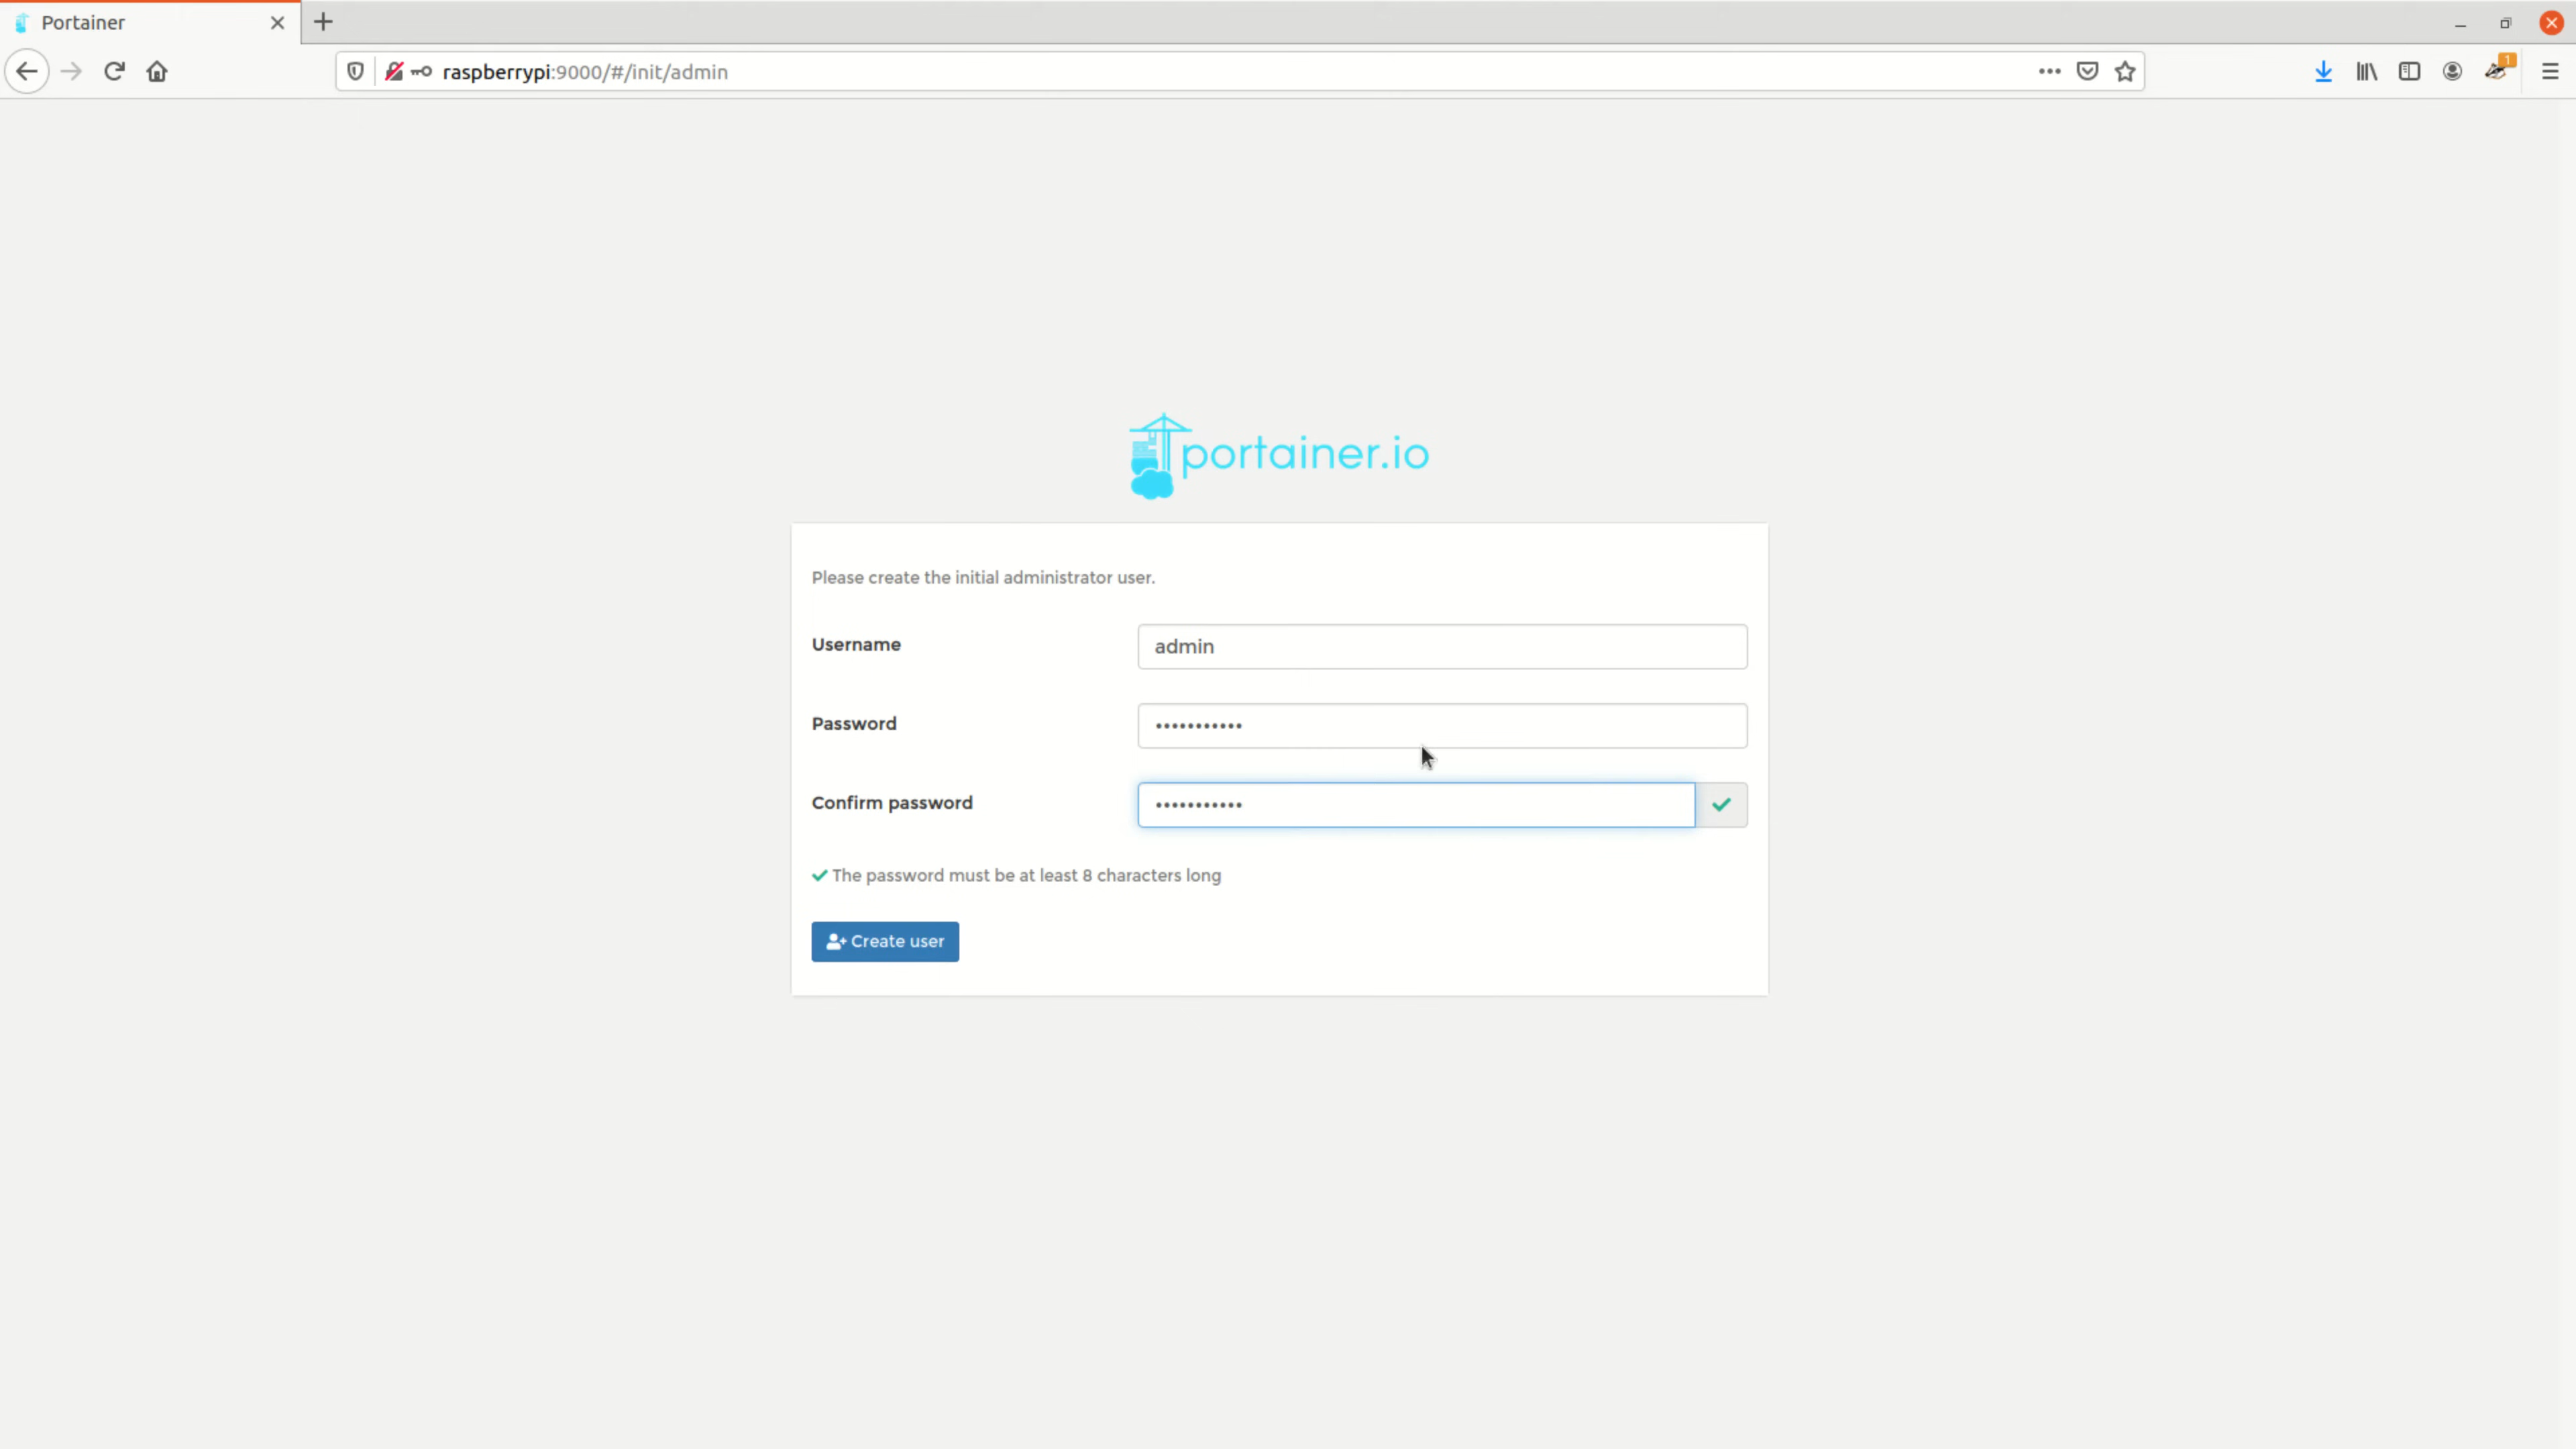 Portainer
raspberrypi:9000/#/init/admin
1
portainer.io
Please create the initial administrator user.
Username
admin
Password
•••••••••••
Confirm password
•••••••••••
The password must be at least 8 characters long
Create user